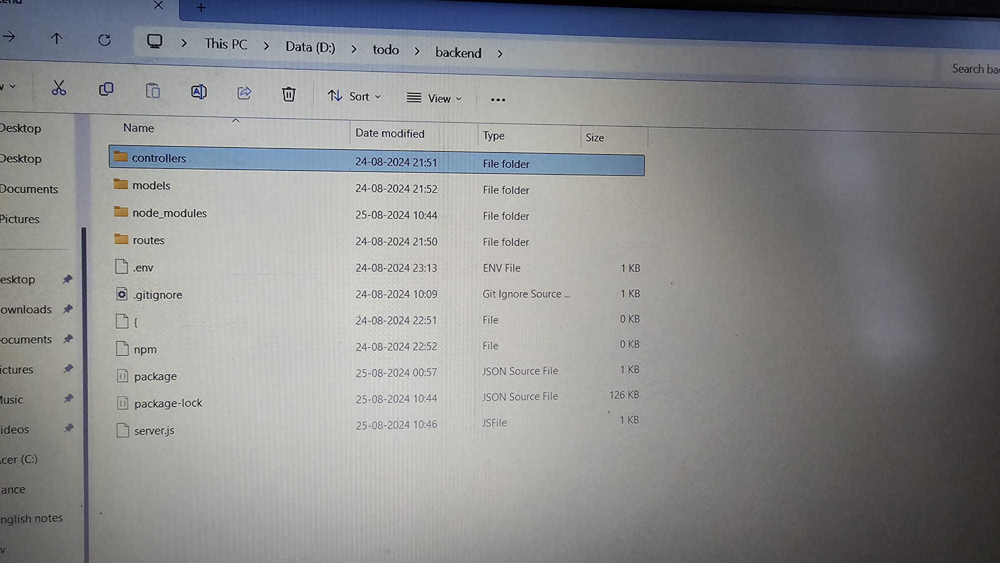 This PC > Data (D:) > todo > backend >
Search
Sort
View
Name
Date modified
Type
Size
controllers 24-08-2024 21:51 File folder
models 24-08-2024 21:52 File folder
node_modules 25-08-2024 10:44 File folder
routes 24-08-2024 21:50 File folder
.env 24-08-2024 23:13 ENV File 1 KB
.gitignore 24-08-2024 10:09 Git Ignore Source ... 1 KB
{ 24-08-2024 22:51 File 0 KB
npm 24-08-2024 22:52 File 0 KB
package 25-08-2024 00:57 JSON Source File 1 KB
package-lock 25-08-2024 10:44 JSON Source File 126 KB
server.js 25-08-2024 10:46 JSFile 1 KB
Desktop
Desktop
Documents
Pictures
esktop
ownloads
ocuments
ictures
Music
ideos
cer (C:)
ance
nglish notes